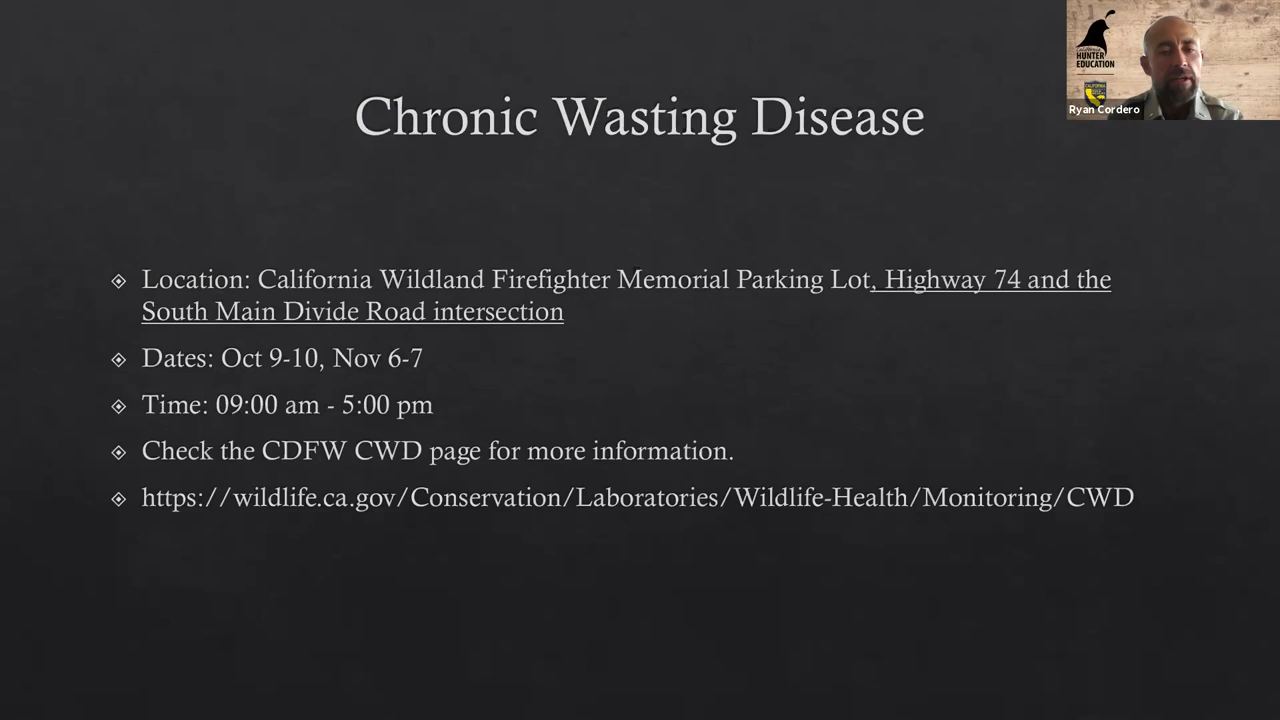 Chronic Wasting Disease
HUNTER
EDUCATION
Ryan Cordero
Location: California Wildland Firefighter Memorial Parking Lot, Highway 74 and the
South Main Divide Road intersection
Dates: Oct 9-10, Nov 6-7
Time: 09:00 am - 5:00 pm
Check the CDFW CWD page for more information.
https://wildlife.ca.gov/Conservation/Laboratories/Wildlife-Health/Monitoring/CWD